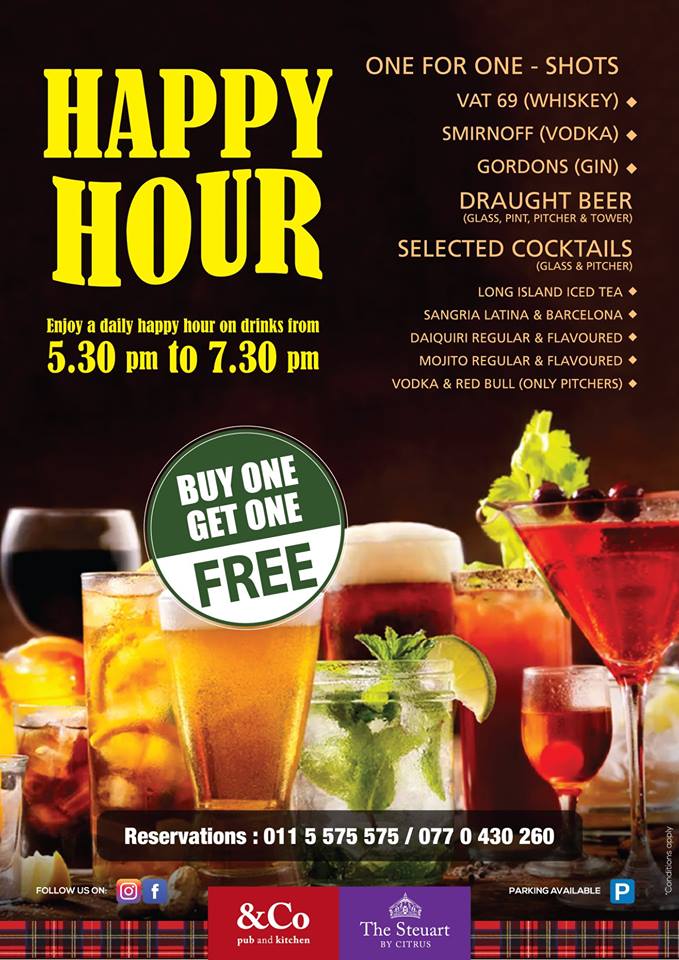 HAPPY
HOUR
Enjoy a daily happy hour on drinks from
5.30 pm to 7.30 pm
ONE FOR ONE - SHOTS
VAT 69 (WHISKEY) ◆
SMIRNOFF (VODKA) ◆
GORDONS (GIN) ◆
DRAUGHT BEER
(GLASS, PINT, PITCHER & TOWER)
SELECTED COCKTAILS
(GLASS & PITCHER)
LONG ISLAND ICED TEA ◆
SANGRIA LATINA & BARCELONA ◆
DAIQUIRI REGULAR & FLAVOURED ◆
MOJITO REGULAR & FLAVOURED ◆
VODKA & RED BULL (ONLY PITCHERS) ◆
BUY ONE
GET ONE
FREE
Reservations : 011 5 575 575 / 077 0 430 260
*Conditions apply
FOLLOW US ON:
PARKING AVAILABLE P
&Co
pub and kitchen
The Steuart
BY CITRUS